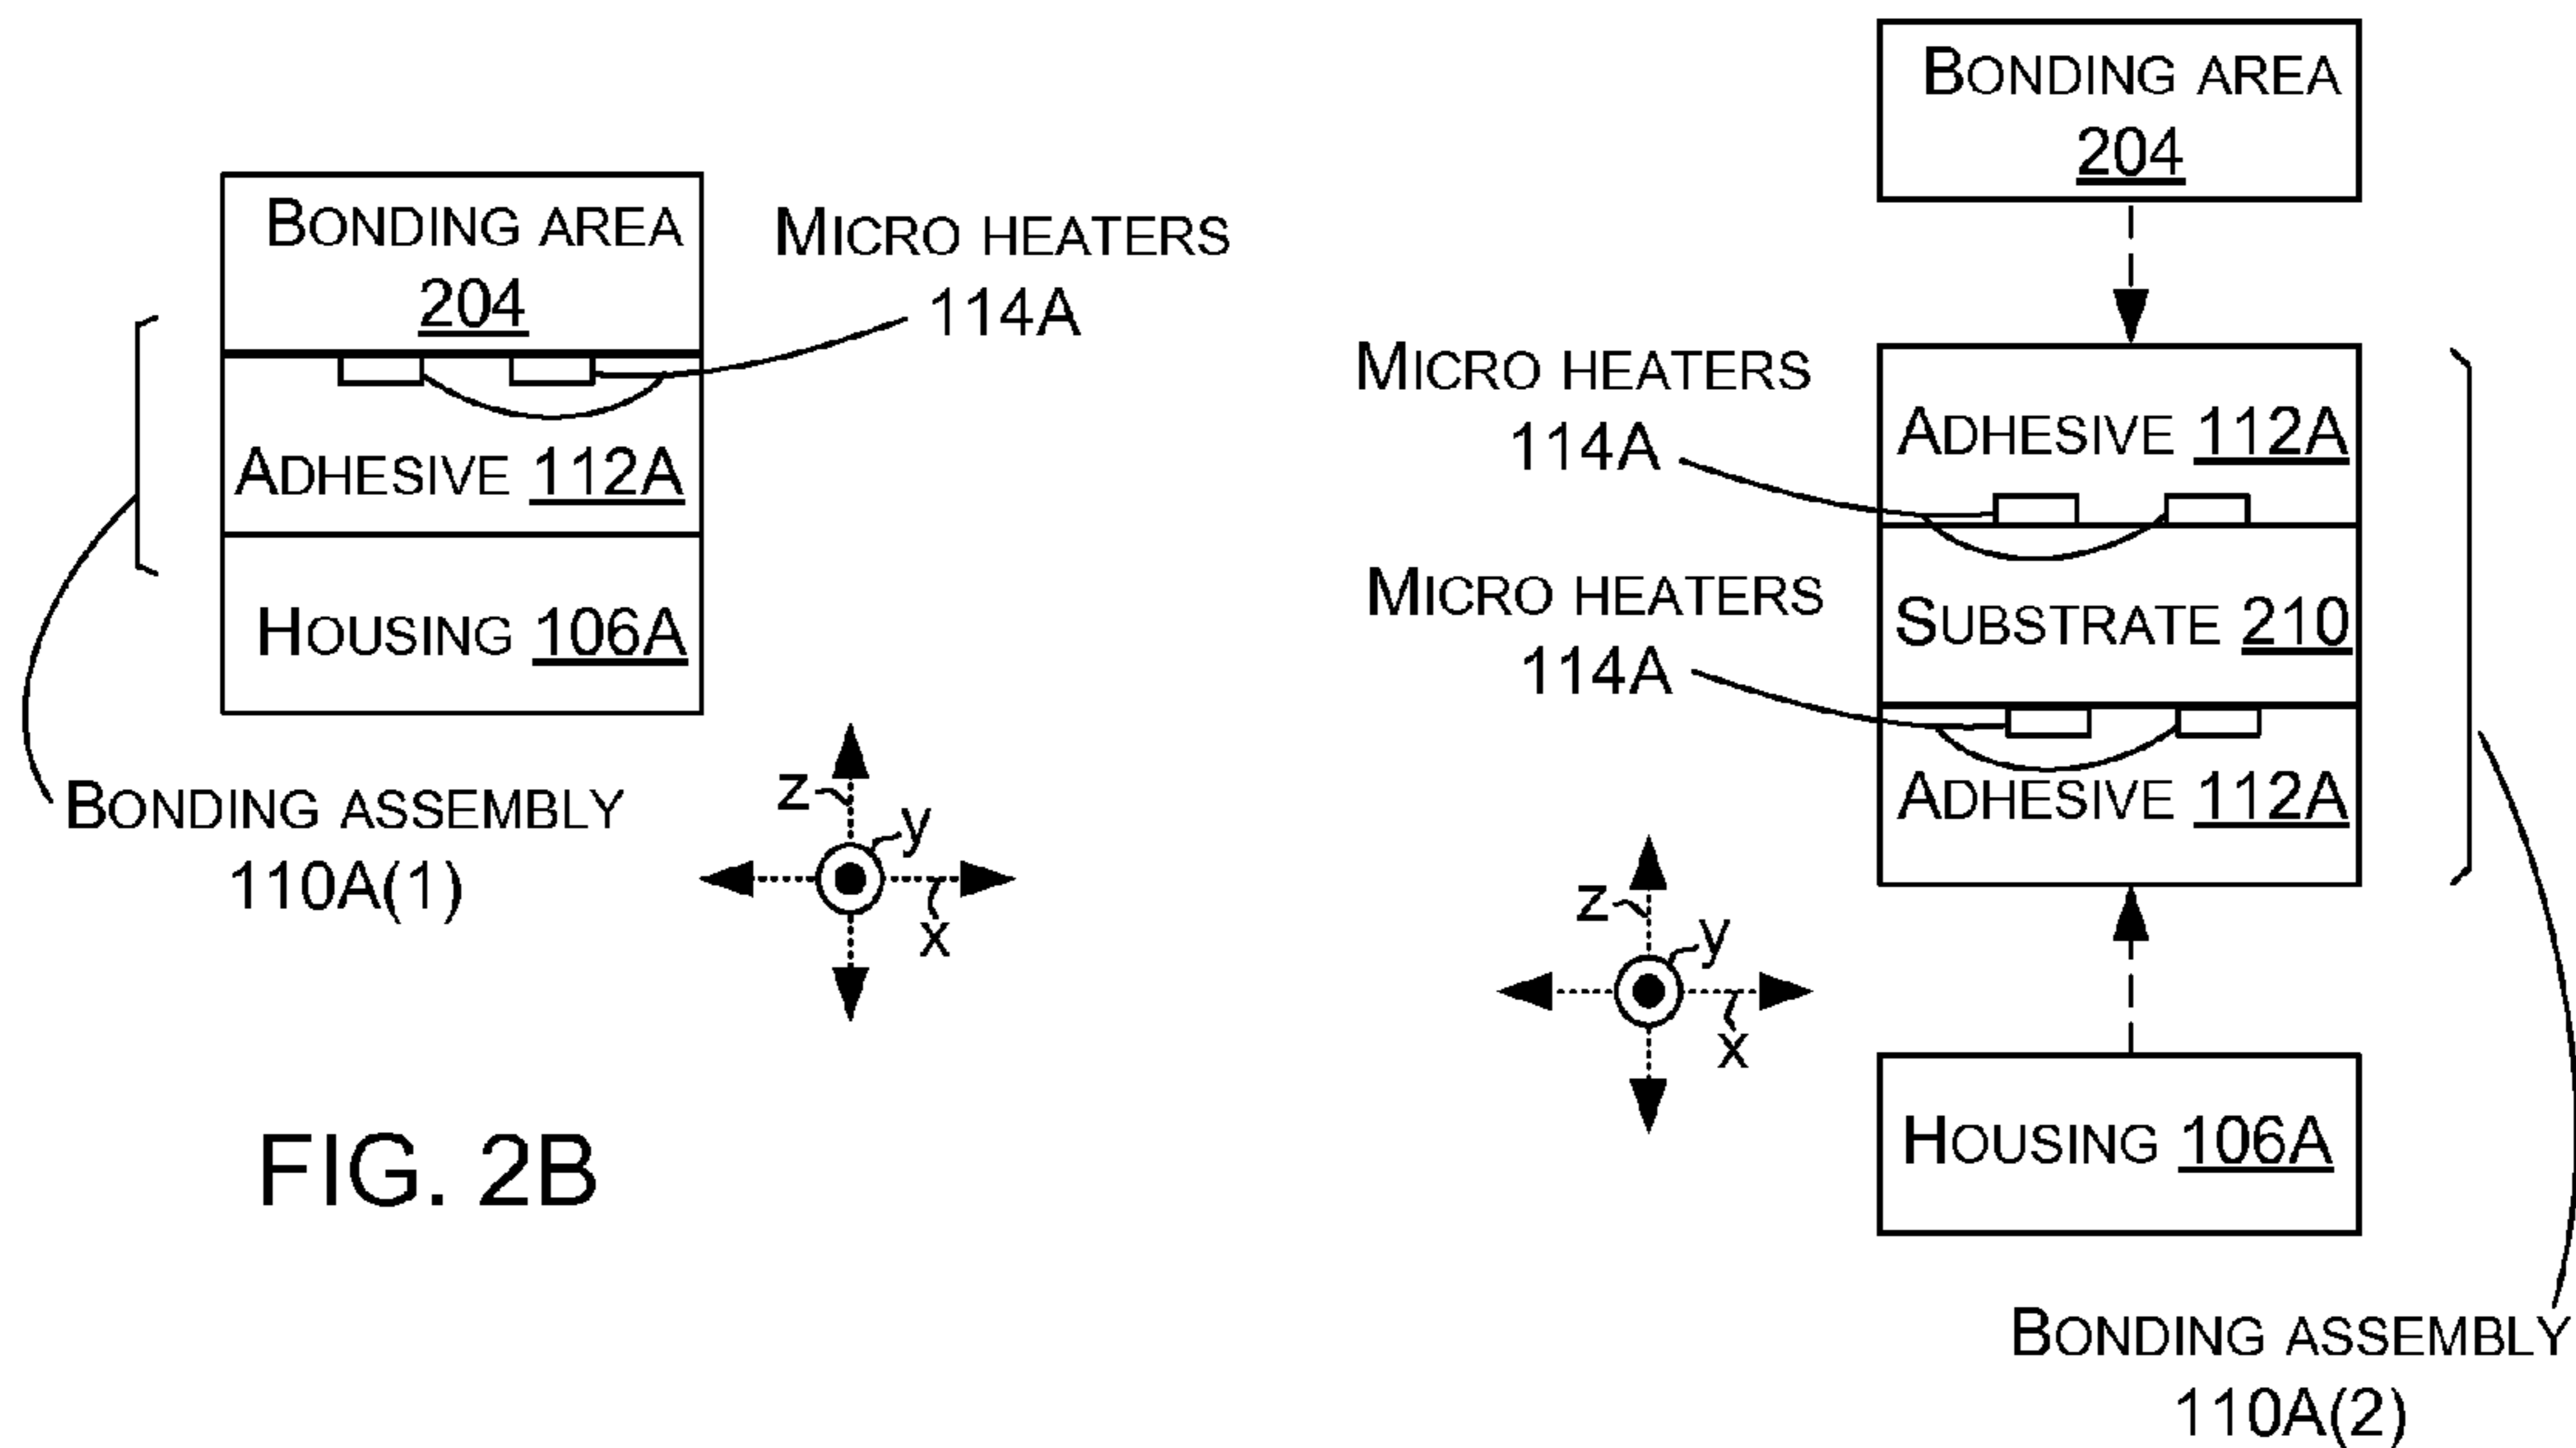 BONDING AREA
204
MICRO HEATERS
114A
ADHESIVE 112A
HOUSING 106A
BONDING ASSEMBLY
110A(1)
z
y
x
FIG. 2B
BONDING AREA
204
MICRO HEATERS
114A
ADHESIVE 112A
MICRO HEATERS
114A
SUBSTRATE 210
ADHESIVE 112A
z
y
x
HOUSING 106A
BONDING ASSEMBLY
110A(2)